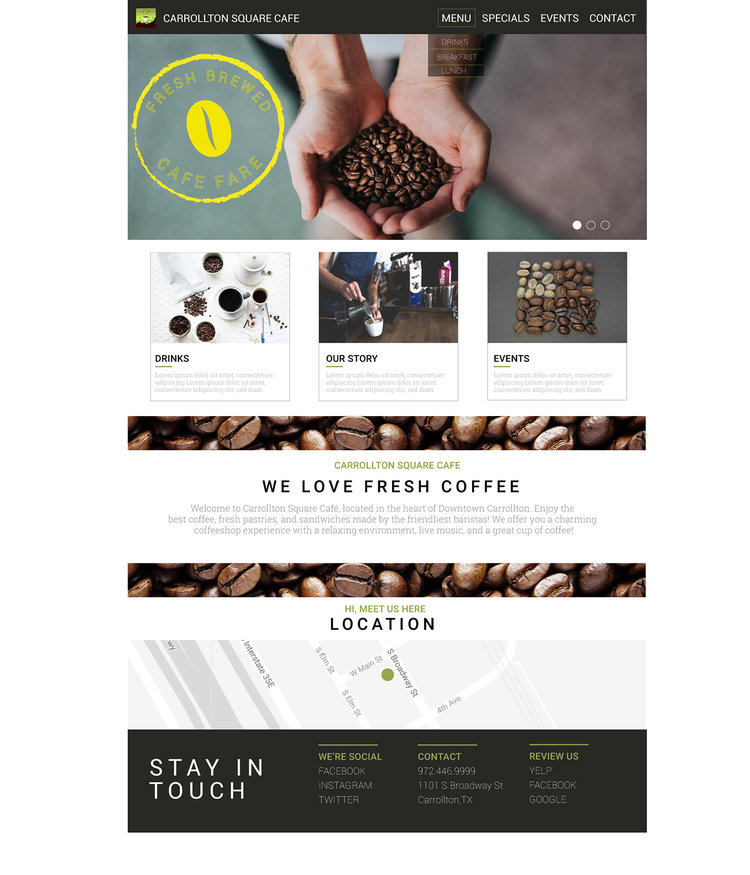 CARROLLTON SQUARE CAFE
MENU SPECIALS EVENTS CONTACT
DRINKS
BREAKFAST
LUNCH
FRESH BREWED
CAFE FARE
DRINKS
Lorem ipsum dolor sit amet, consectetuer
adipiscing Lorem ipsum dolor sit amet,
consectetuer adipiscing elit, sed diam
OUR STORY
Lorem ipsum dolor sit amet, consectetuer
adipiscing Lorem ipsum dolor sit amet,
consectetuer adipiscing elit, sed diam
EVENTS
Lorem ipsum dolor sit amet, consectetuer
adipiscing Lorem ipsum dolor sit amet,
consectetuer adipiscing elit, sed diam
CARROLLTON SQUARE CAFE
WE LOVE FRESH COFFEE
Welcome to Carrollton Square Café, located in the heart of Downtown Carrollton. Enjoy the
best coffee, fresh pastries, and sandwiches made by the friendliest baristas! We offer you a charming
coffeeshop experience with a relaxing environment, live music, and a great cup of coffee!
HI, MEET US HERE
LOCATION
wy
Interstate 35E
S Elm St
S Elm St
W Main St
S Broadway St
4th Ave
STAY IN
TOUCH
WE'RE SOCIAL
FACEBOOK
INSTAGRAM
TWITTER
CONTACT
972.446.9999
1101 S Broadway St
Carrollton,TX
REVIEW US
YELP
FACEBOOK
GOOGLE